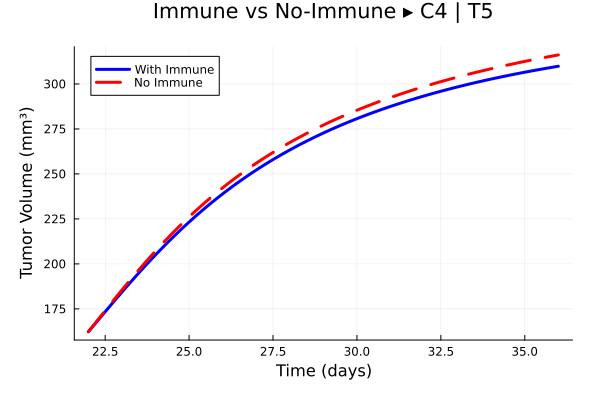 Immune vs No-Immune ▸ C4 | T5
With Immune
No Immune
Tumor Volume (mm³)
300
275
250
225
200
175
22.5 25.0 27.5 30.0 32.5 35.0
Time (days)